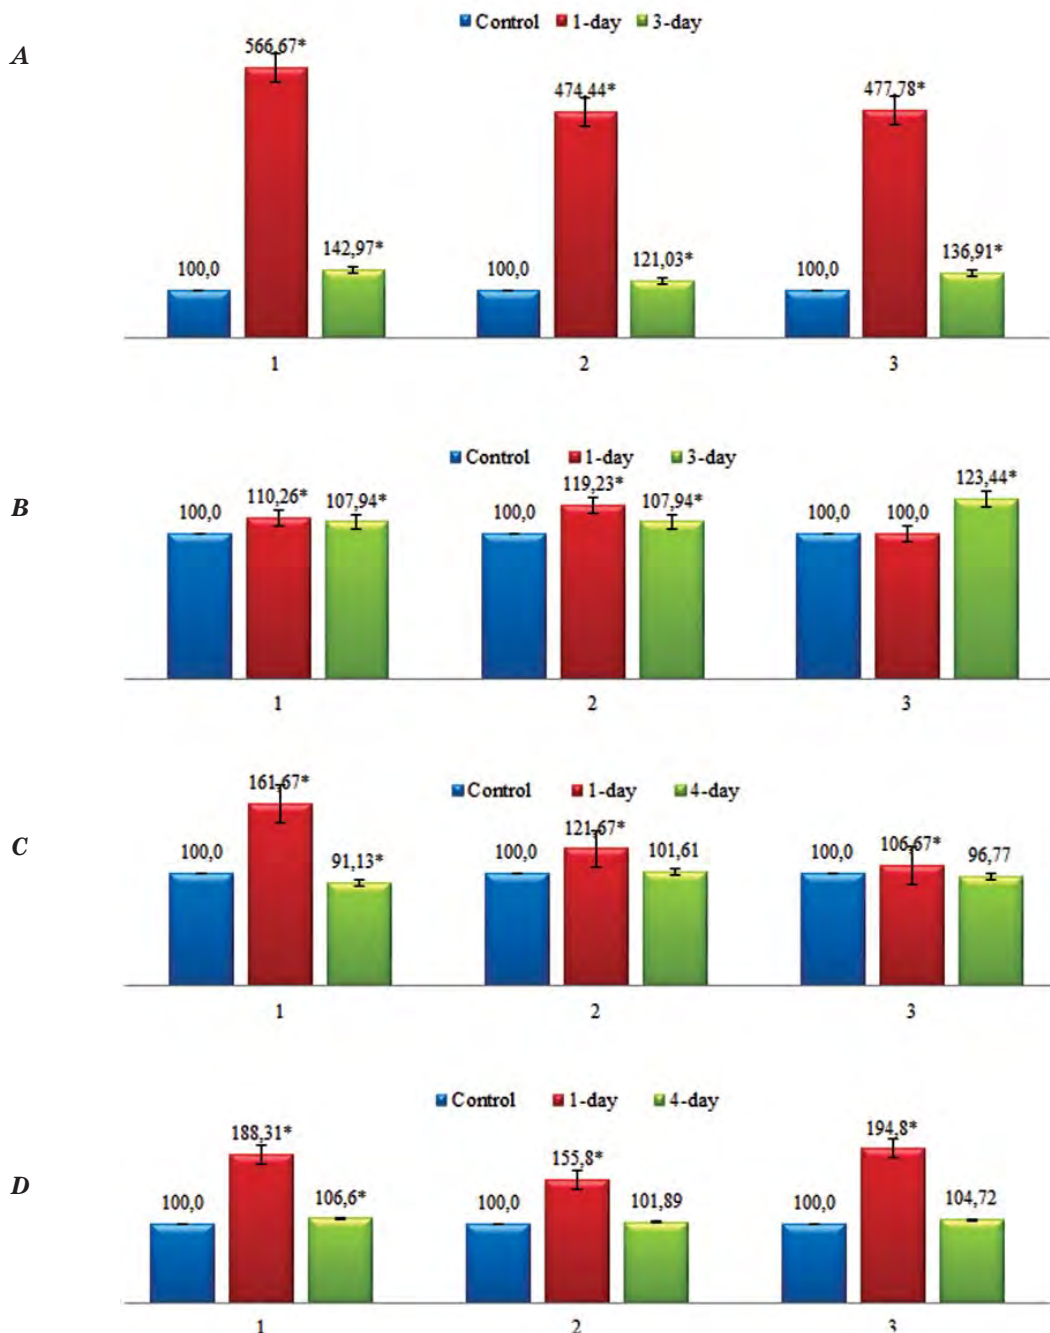 Control 1-day 3-day
A
566,67*
474,44*
477,78*
100,0 142,97* 100,0 121,03* 100,0 136,91*
1 2 3
Control 1-day 3-day
B
100,0 110,26* 107,94* 100,0 119,23* 107,94* 100,0 100,0 123,44*
1 2 3
Control 1-day 4-day
C
100,0 161,67* 91,13* 100,0 121,67* 101,61 100,0 106,67* 96,77
1 2 3
Control 1-day 4-day
D
100,0 188,31* 106,6* 100,0 155,8* 101,89 100,0 194,8* 104,72
1 2 3